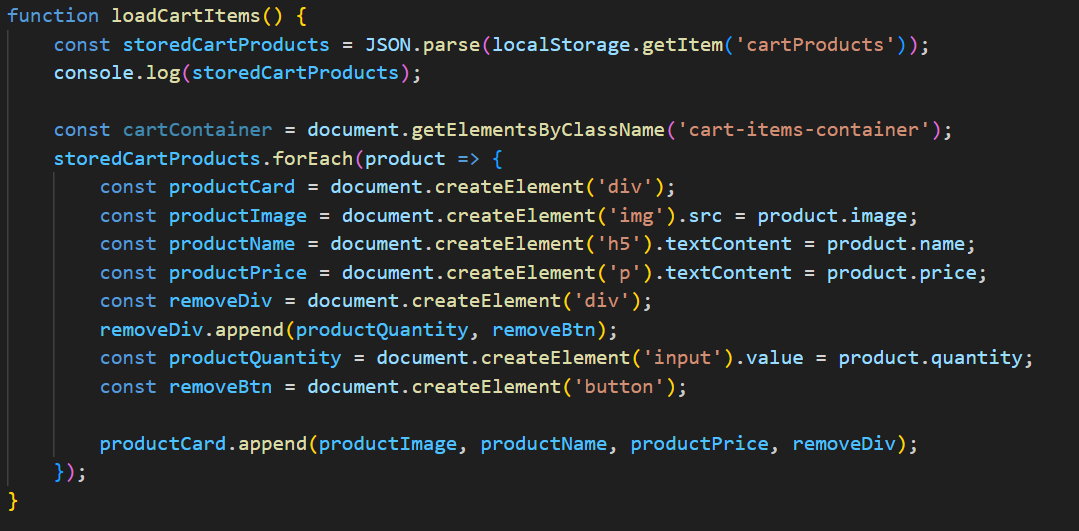 function loadCartItems() {
    const storedCartProducts = JSON.parse(localStorage.getItem('cartProducts'));
    console.log(storedCartProducts);

    const cartContainer = document.getElementsByClassName('cart-items-container');
    storedCartProducts.forEach(product => {
        const productCard = document.createElement('div');
        const productImage = document.createElement('img').src = product.image;
        const productName = document.createElement('h5').textContent = product.name;
        const productPrice = document.createElement('p').textContent = product.price;
        const removeDiv = document.createElement('div');
        removeDiv.append(productQuantity, removeBtn);
        const productQuantity = document.createElement('input').value = product.quantity;
        const removeBtn = document.createElement('button');

        productCard.append(productImage, productName, productPrice, removeDiv);
    });
}